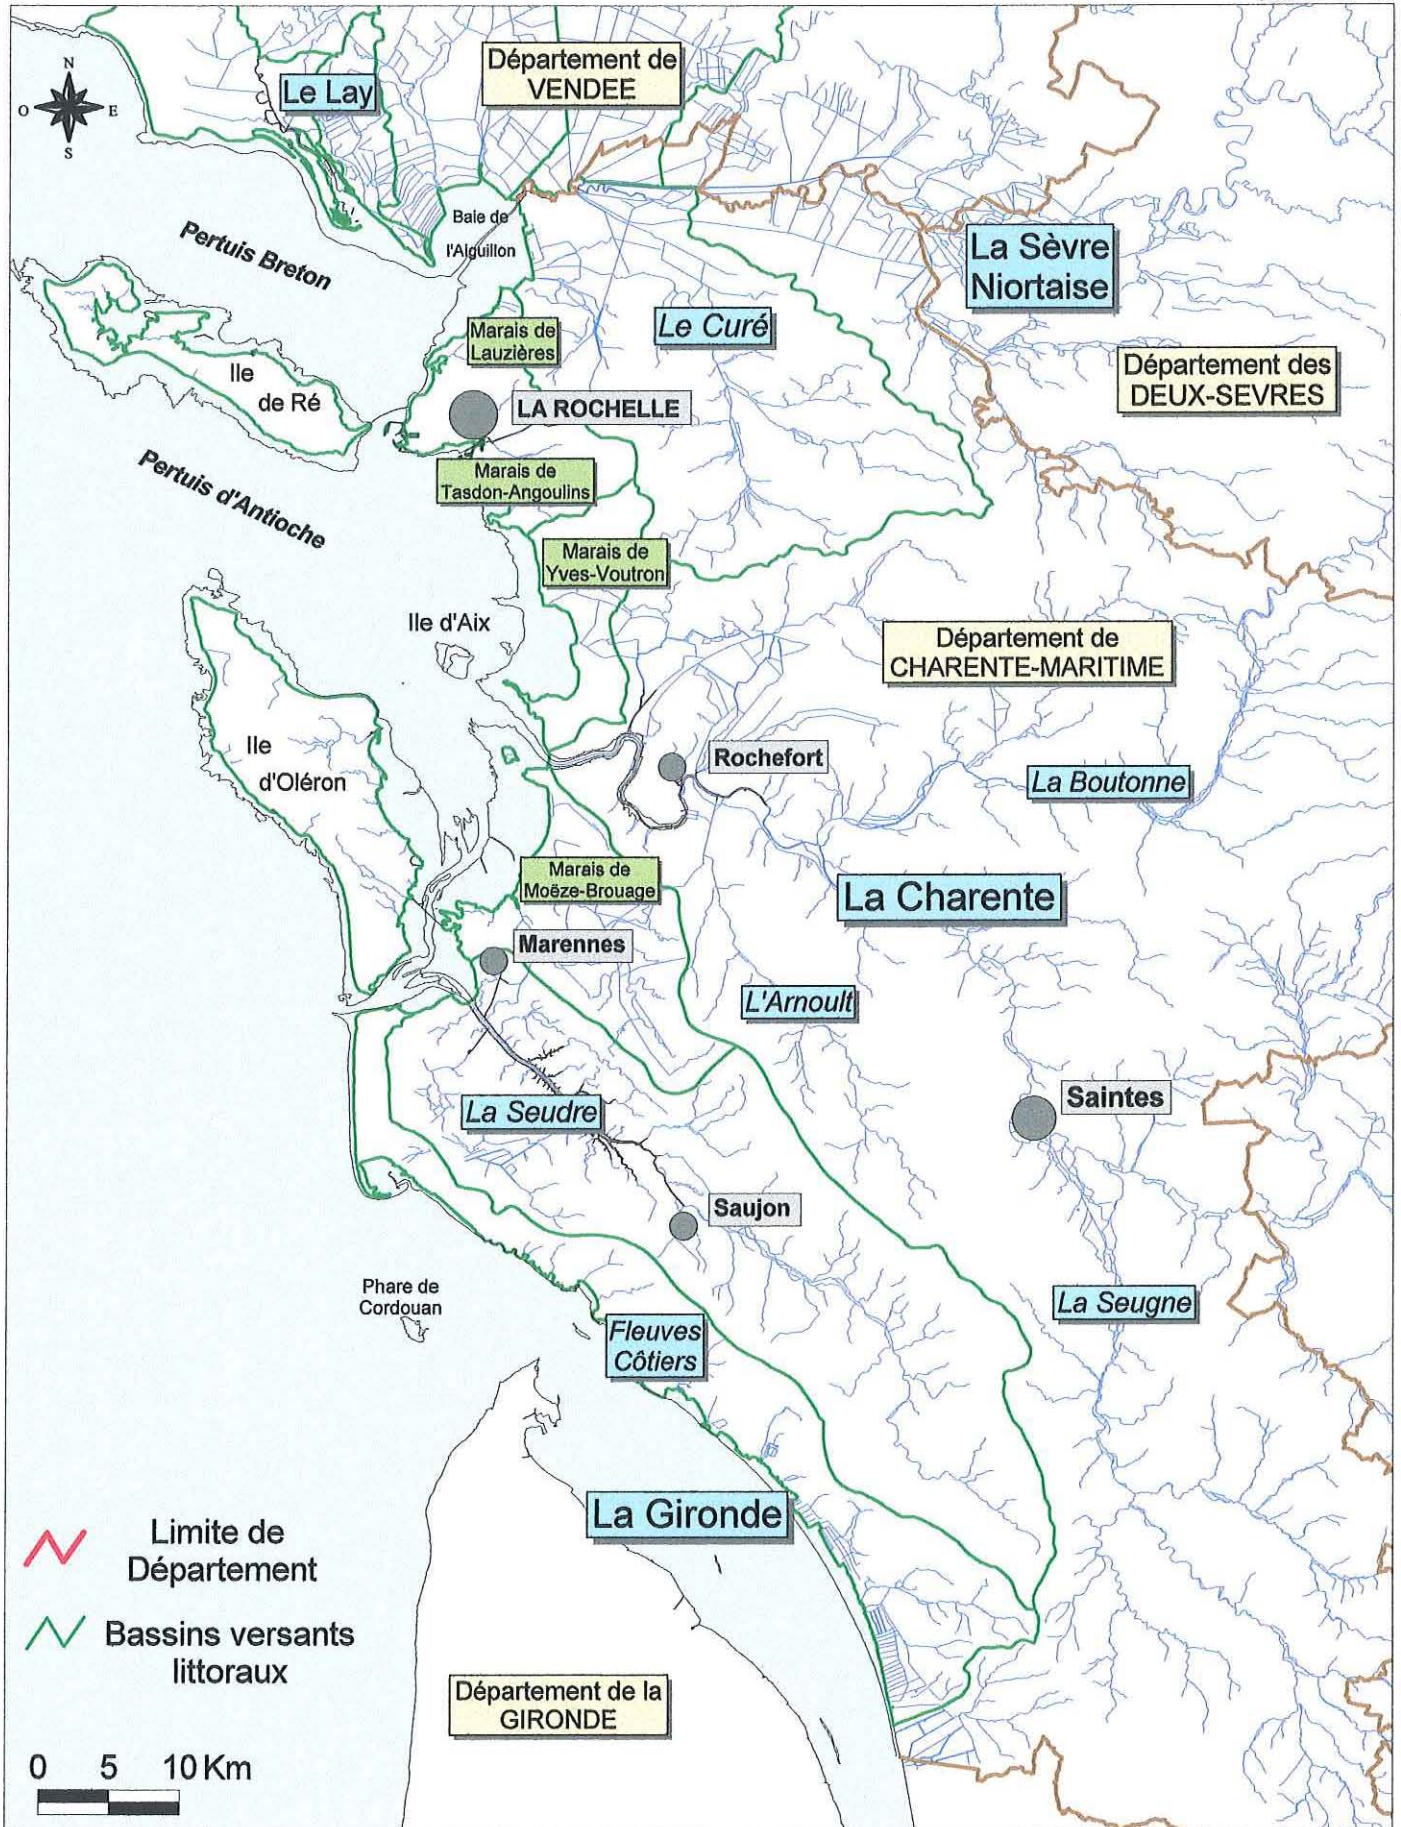 N
O
E
S
Le Lay
Département de
VENDEE
Baie de
l'Aiguillon
Pertuis Breton
La Sèvre
Niortaise
Marais de
Lauzières
Le Curé
Ile
de Ré
Département des
DEUX-SEVRES
LA ROCHELLE
Pertuis d'Antioche
Marais de
Tasdon-Angoulins
Marais de
Yves-Voutron
Ile d'Aix
Département de
CHARENTE-MARITIME
Ile
d'Oléron
Rochefort
La Boutonne
Marais de
Moëze-Brouage
La Charente
Marennes
L'Arnoult
La Seudre
Saintes
Saujon
Phare de
Cordouan
La Seugne
Fleuves
Côtiers
La Gironde
Limite de
Département
Bassins versants
littoraux
Département de la
GIRONDE
0 5 10 Km